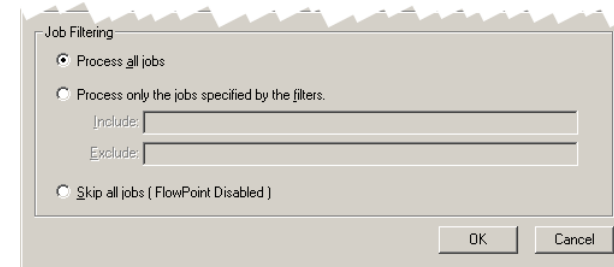 Job Filtering
Process all jobs
Process only the jobs specified by the filters.
Include:
Exclude:
Skip all jobs ( FlowPoint Disabled )
OK Cancel